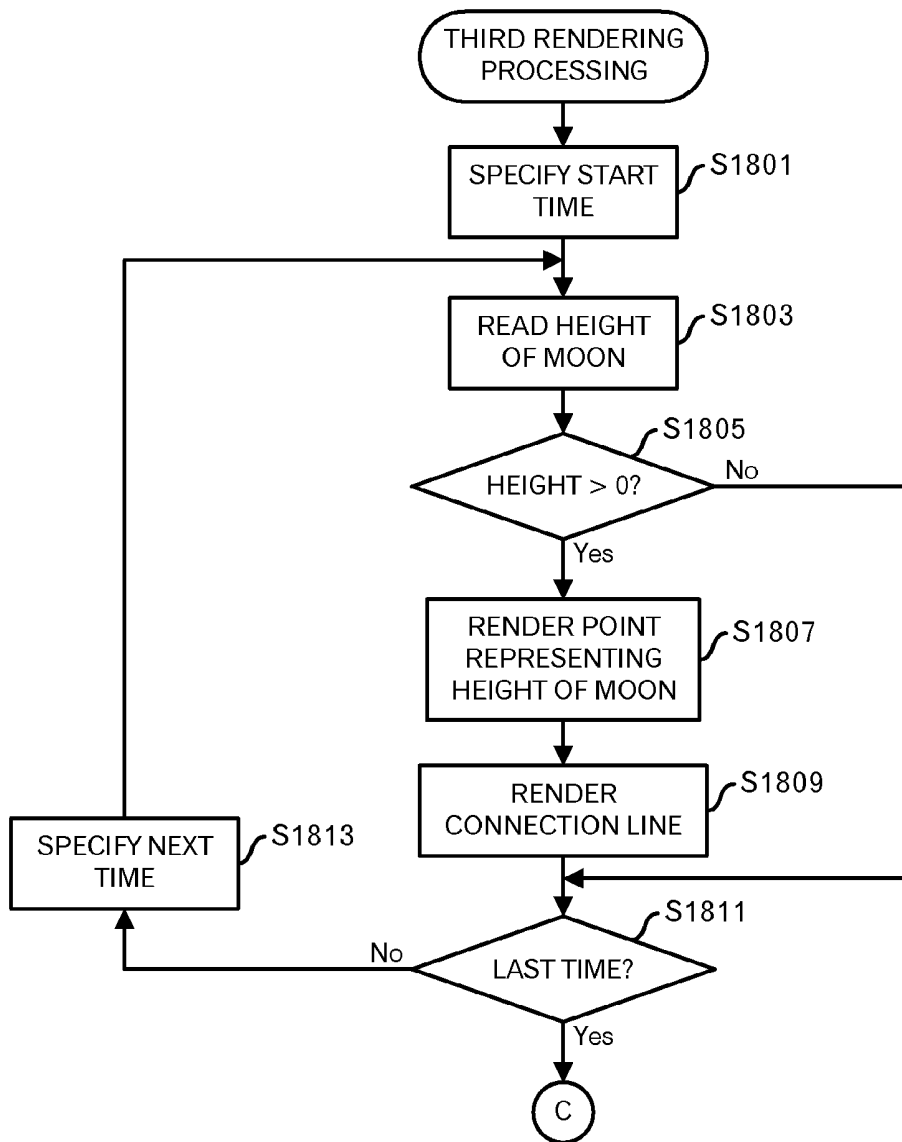 THIRD RENDERING
PROCESSING
SPECIFY START
TIME
S1801
READ HEIGHT
OF MOON
S1803
S1805
HEIGHT > 0?
No
Yes
RENDER POINT
REPRESENTING
HEIGHT OF MOON
S1807
RENDER
CONNECTION LINE
S1809
SPECIFY NEXT
TIME
S1813
S1811
LAST TIME?
No
Yes
C